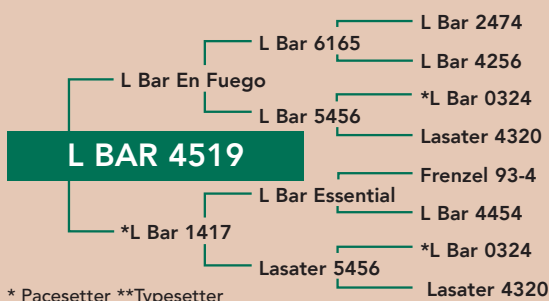 L Bar 2474
L Bar 6165
L Bar 4256
L Bar En Fuego
*L Bar 0324
L Bar 5456
Lasater 4320
L BAR 4519
Frenzel 93-4
L Bar Essential
L Bar 4454
*L Bar 1417
*L Bar 0324
Lasater 5456
Lasater 4320
* Pacesetter **Typesetter